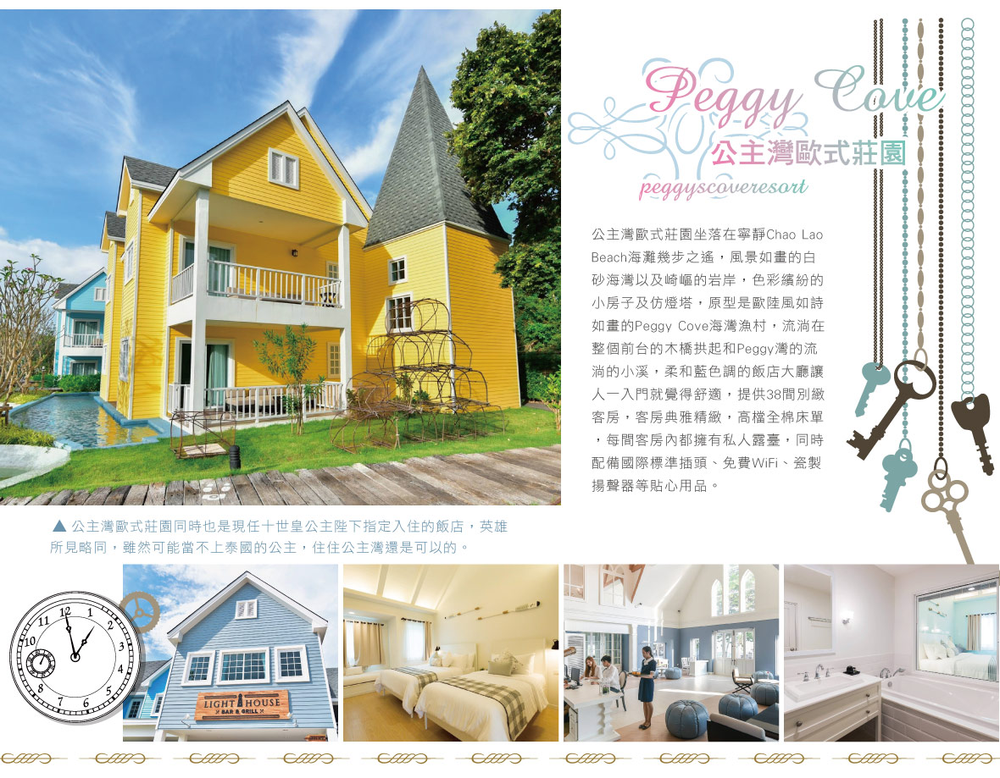 Peggy Cove
公主灣歐式莊園
peggyscoveresort
公主灣歐式莊園坐落在寧靜Chao Lao
Beach海灘幾步之遙，風景如畫的白
砂海灣以及崎嶇的岩岸，色彩繽紛的
小房子及仿燈塔，原型是歐陸風如詩
如畫的Peggy Cove海灣漁村，流淌在
整個前台的木橋拱起和Peggy灣的流
淌的小溪，柔和藍色調的飯店大廳讓
人一入門就覺得舒適，提供38間別緻
客房，客房典雅精緻，高檔全棉床單
，每間客房內都擁有私人露臺，同時
配備國際標準插頭、免費WiFi、瓷製
揚聲器等貼心用品。
▲ 公主灣歐式莊園同時也是現任十世皇公主陛下指定入住的飯店，英雄
所見略同，雖然可能當不上泰國的公主，住住公主灣還是可以的。
12
1
2
3
4
5
6
7
8
10
11
LIGHT HOUSE
BAR & GRILL